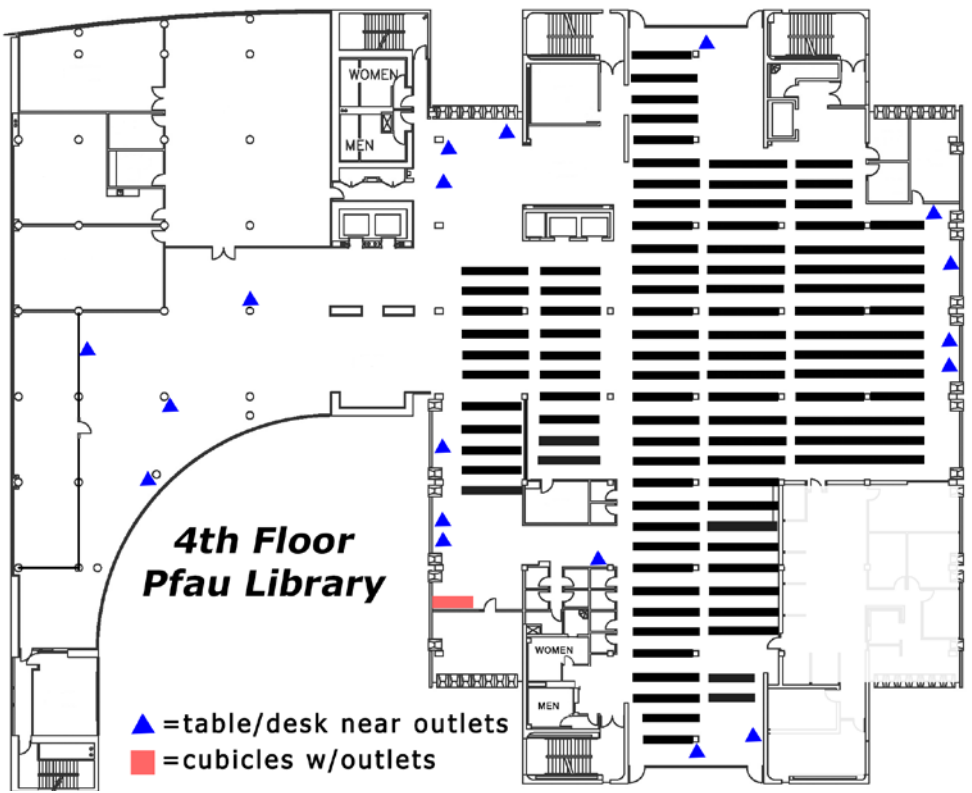 WOMEN
MEN
4th Floor
Pfau Library
WOMEN
MEN
=table/desk near outlets
=cubicles w/outlets